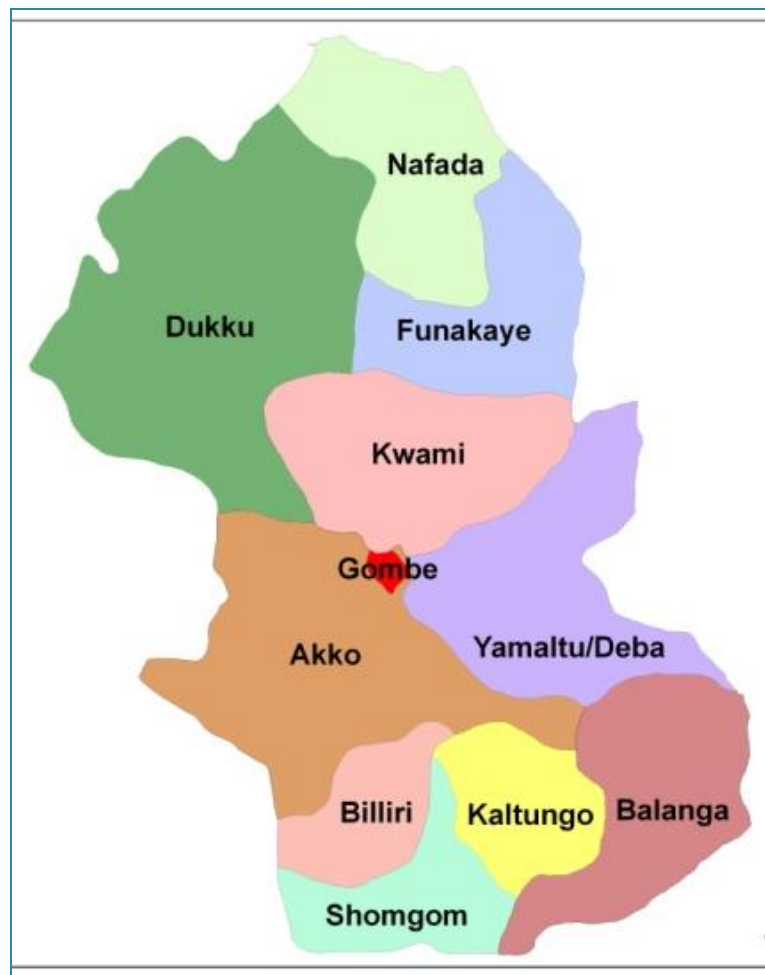 Nafada
Dukku
Funakaye
Kwami
Gombe
Akko
Yamaltu/Deba
Billiri
Kaltungo
Balanga
Shomgom